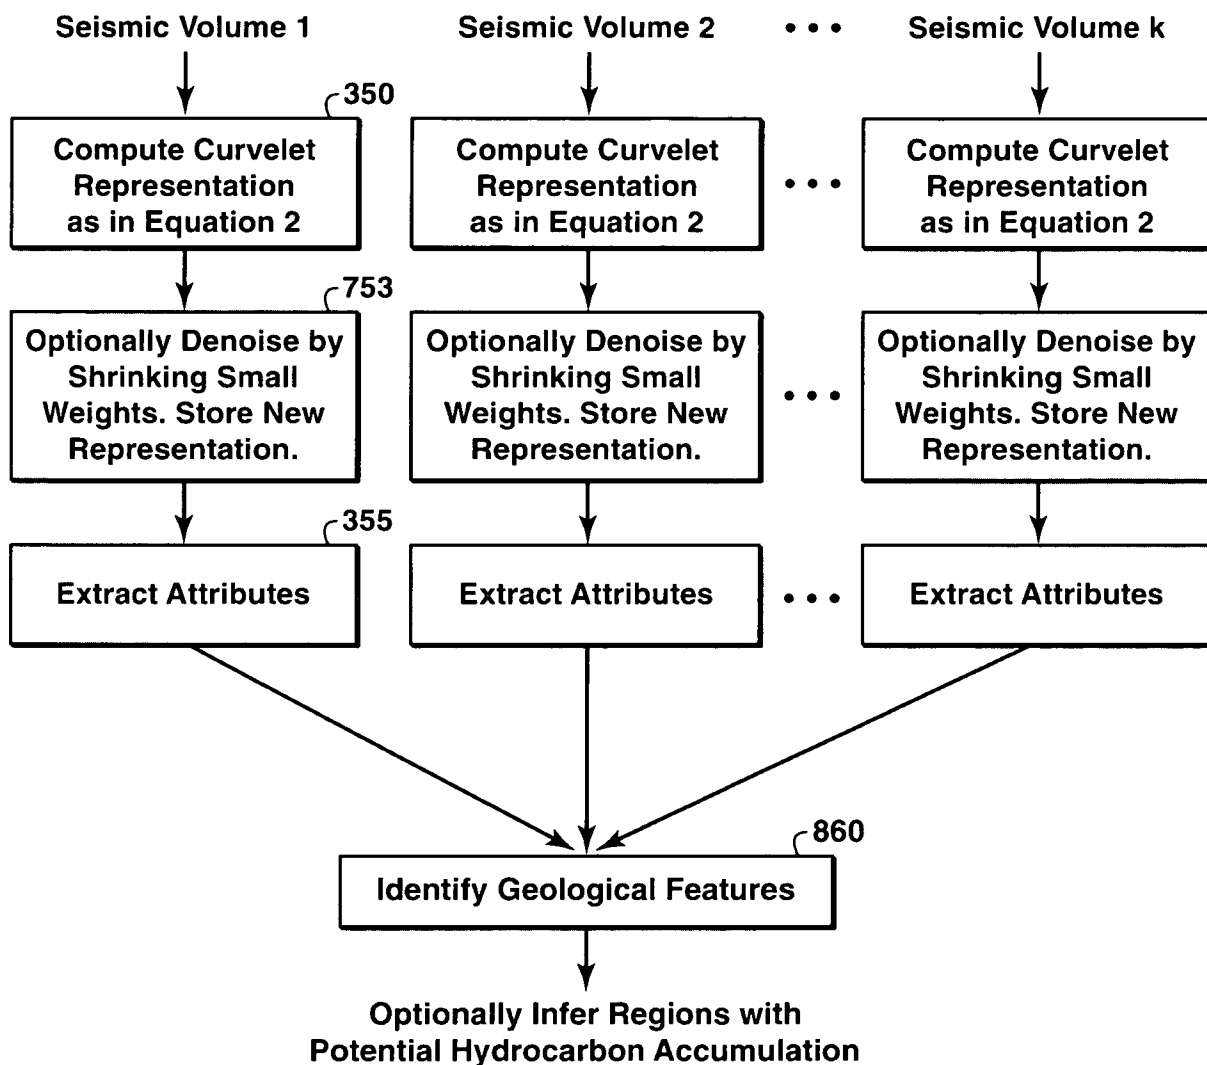 Seismic Volume 1 Seismic Volume 2 • • • Seismic Volume k
350
Compute Curvelet
Representation
as in Equation 2
Compute Curvelet
Representation
as in Equation 2
• • •
Compute Curvelet
Representation
as in Equation 2
753
Optionally Denoise by
Shrinking Small
Weights. Store New
Representation.
Optionally Denoise by
Shrinking Small
Weights. Store New
Representation.
• • •
Optionally Denoise by
Shrinking Small
Weights. Store New
Representation.
355
Extract Attributes
Extract Attributes
• • •
Extract Attributes
860
Identify Geological Features
Optionally Infer Regions with
Potential Hydrocarbon Accumulation